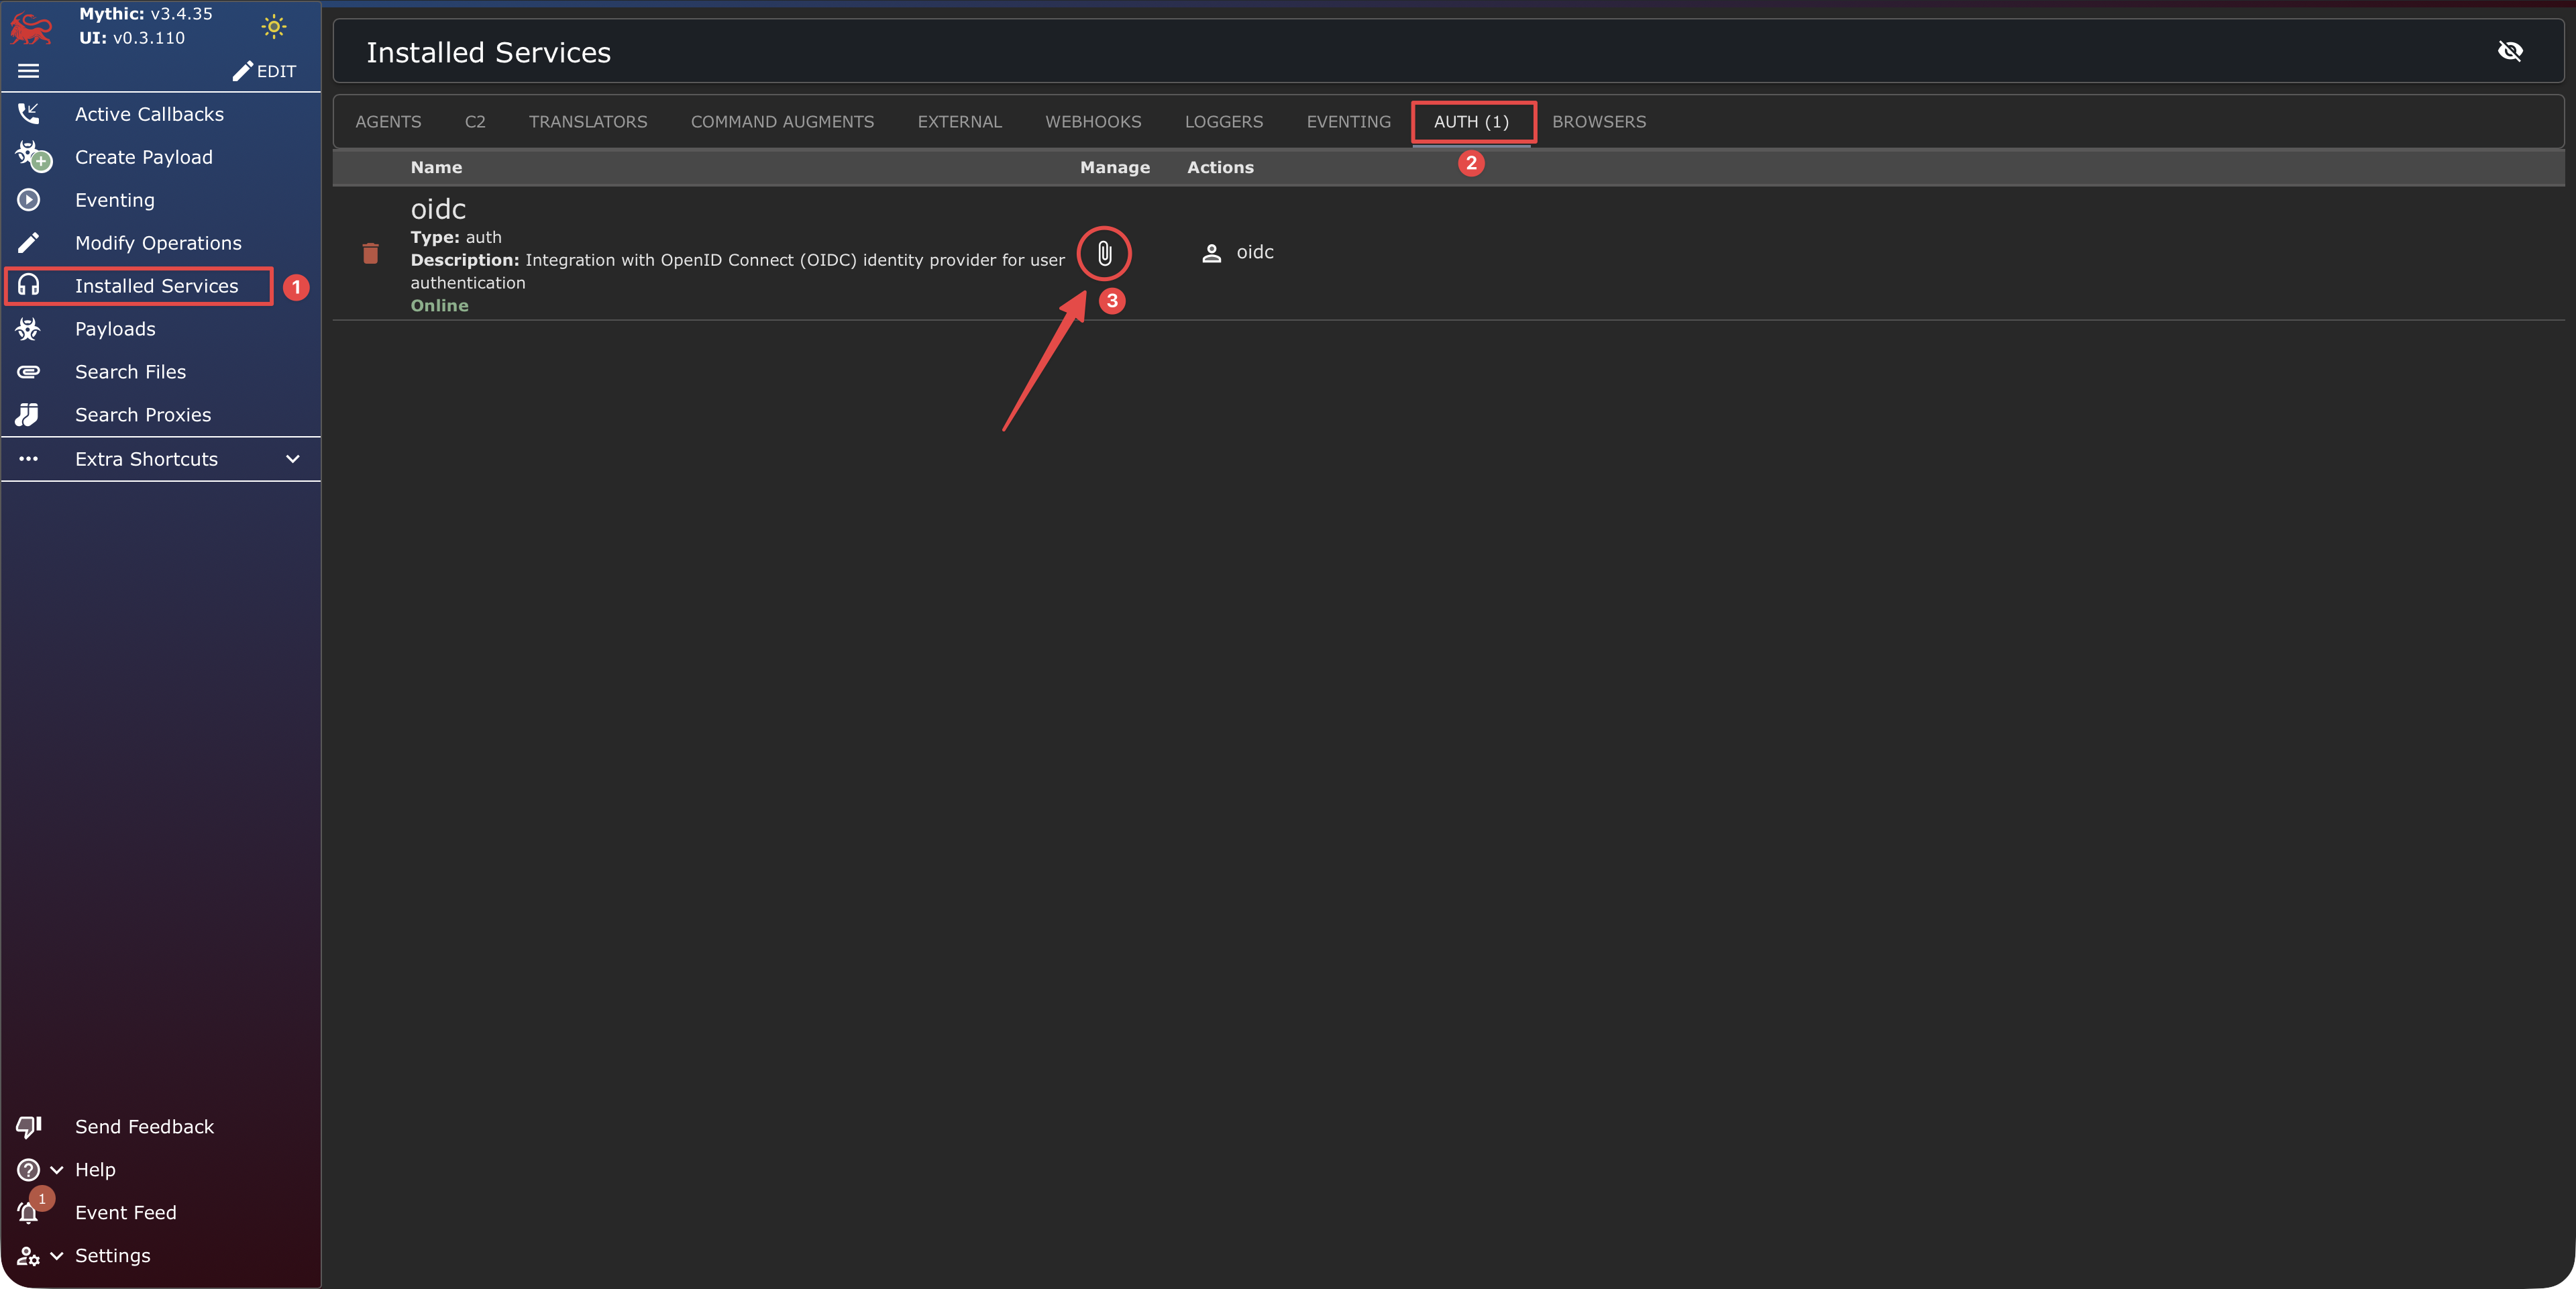 Mythic: v3.4.35
UI: v0.3.110
EDIT
Active Callbacks
Create Payload
Eventing
Modify Operations
Installed Services
1
Payloads
Search Files
Search Proxies
Extra Shortcuts
Send Feedback
Help
1
Event Feed
Settings
Installed Services
AGENTS C2 TRANSLATORS COMMAND AUGMENTS EXTERNAL WEBHOOKS LOGGERS EVENTING AUTH (1) BROWSERS
2
Name Manage Actions
oidc
Type: auth
Description: Integration with OpenID Connect (OIDC) identity provider for user
authentication
Online
3
oidc